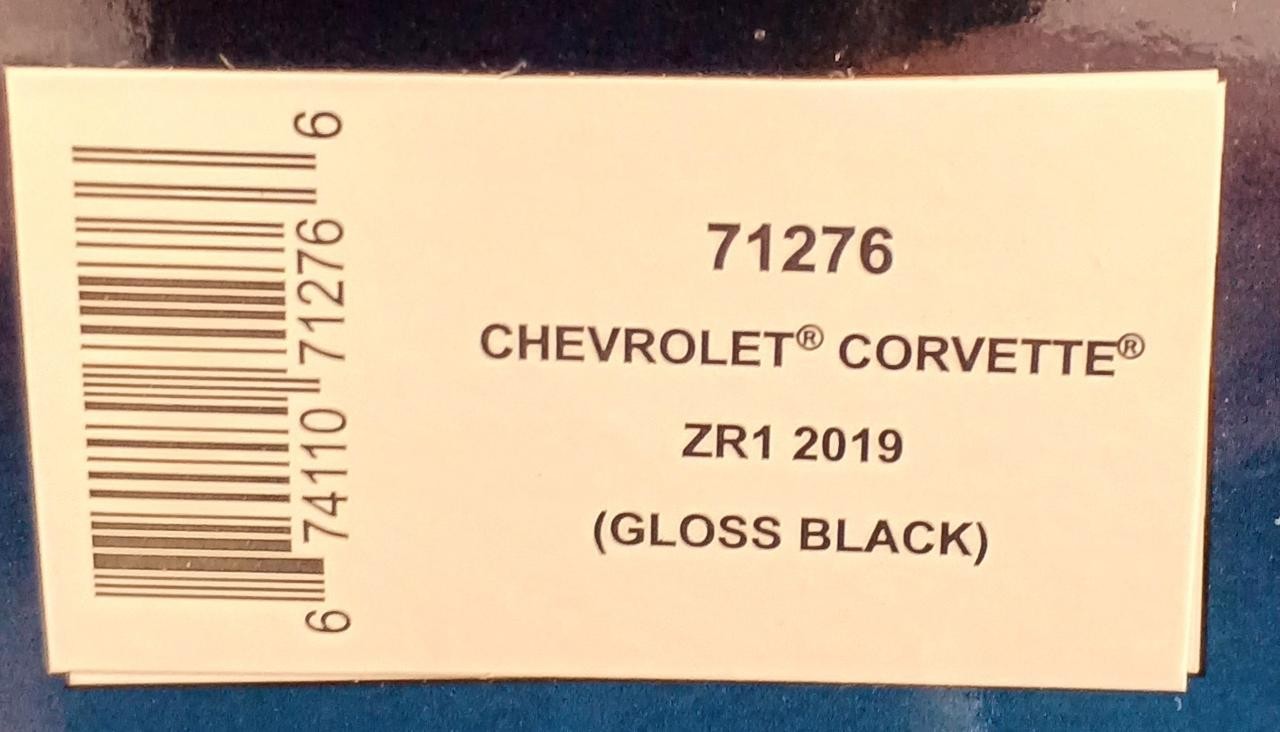 6 74110 71276 6
71276
CHEVROLET® CORVETTE®
ZR1 2019
(GLOSS BLACK)